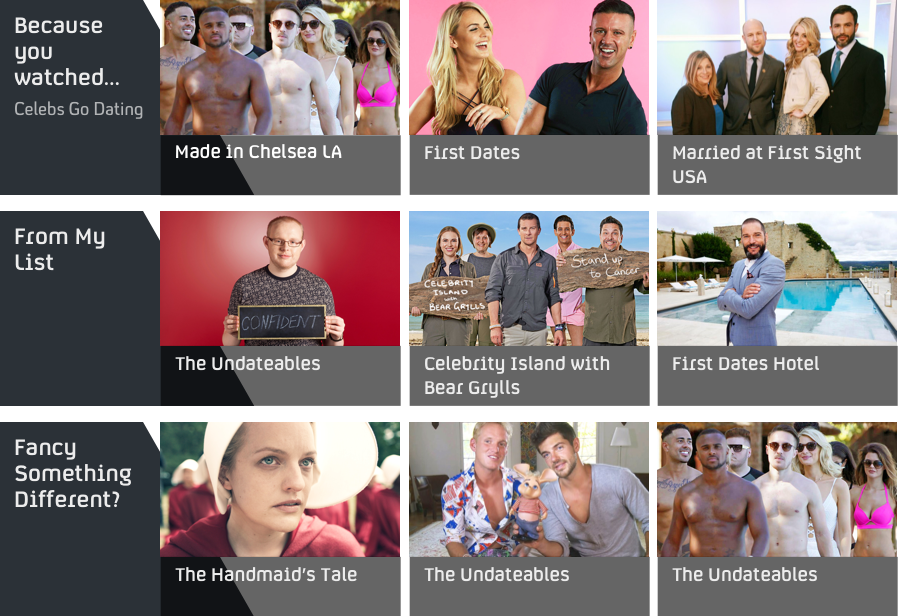 Because
you
watched...
Celebs Go Dating
Made in Chelsea LA
First Dates
Married at First Sight
USA
From My
List
CONFIDENT
CELEBRITY
ISLAND
with
BEAR GRYLLS
Stand up
to Cancer
The Undateables
Celebrity Island with
Bear Grylls
First Dates Hotel
Fancy
Something
Different?
The Handmaid's Tale
The Undateables
The Undateables